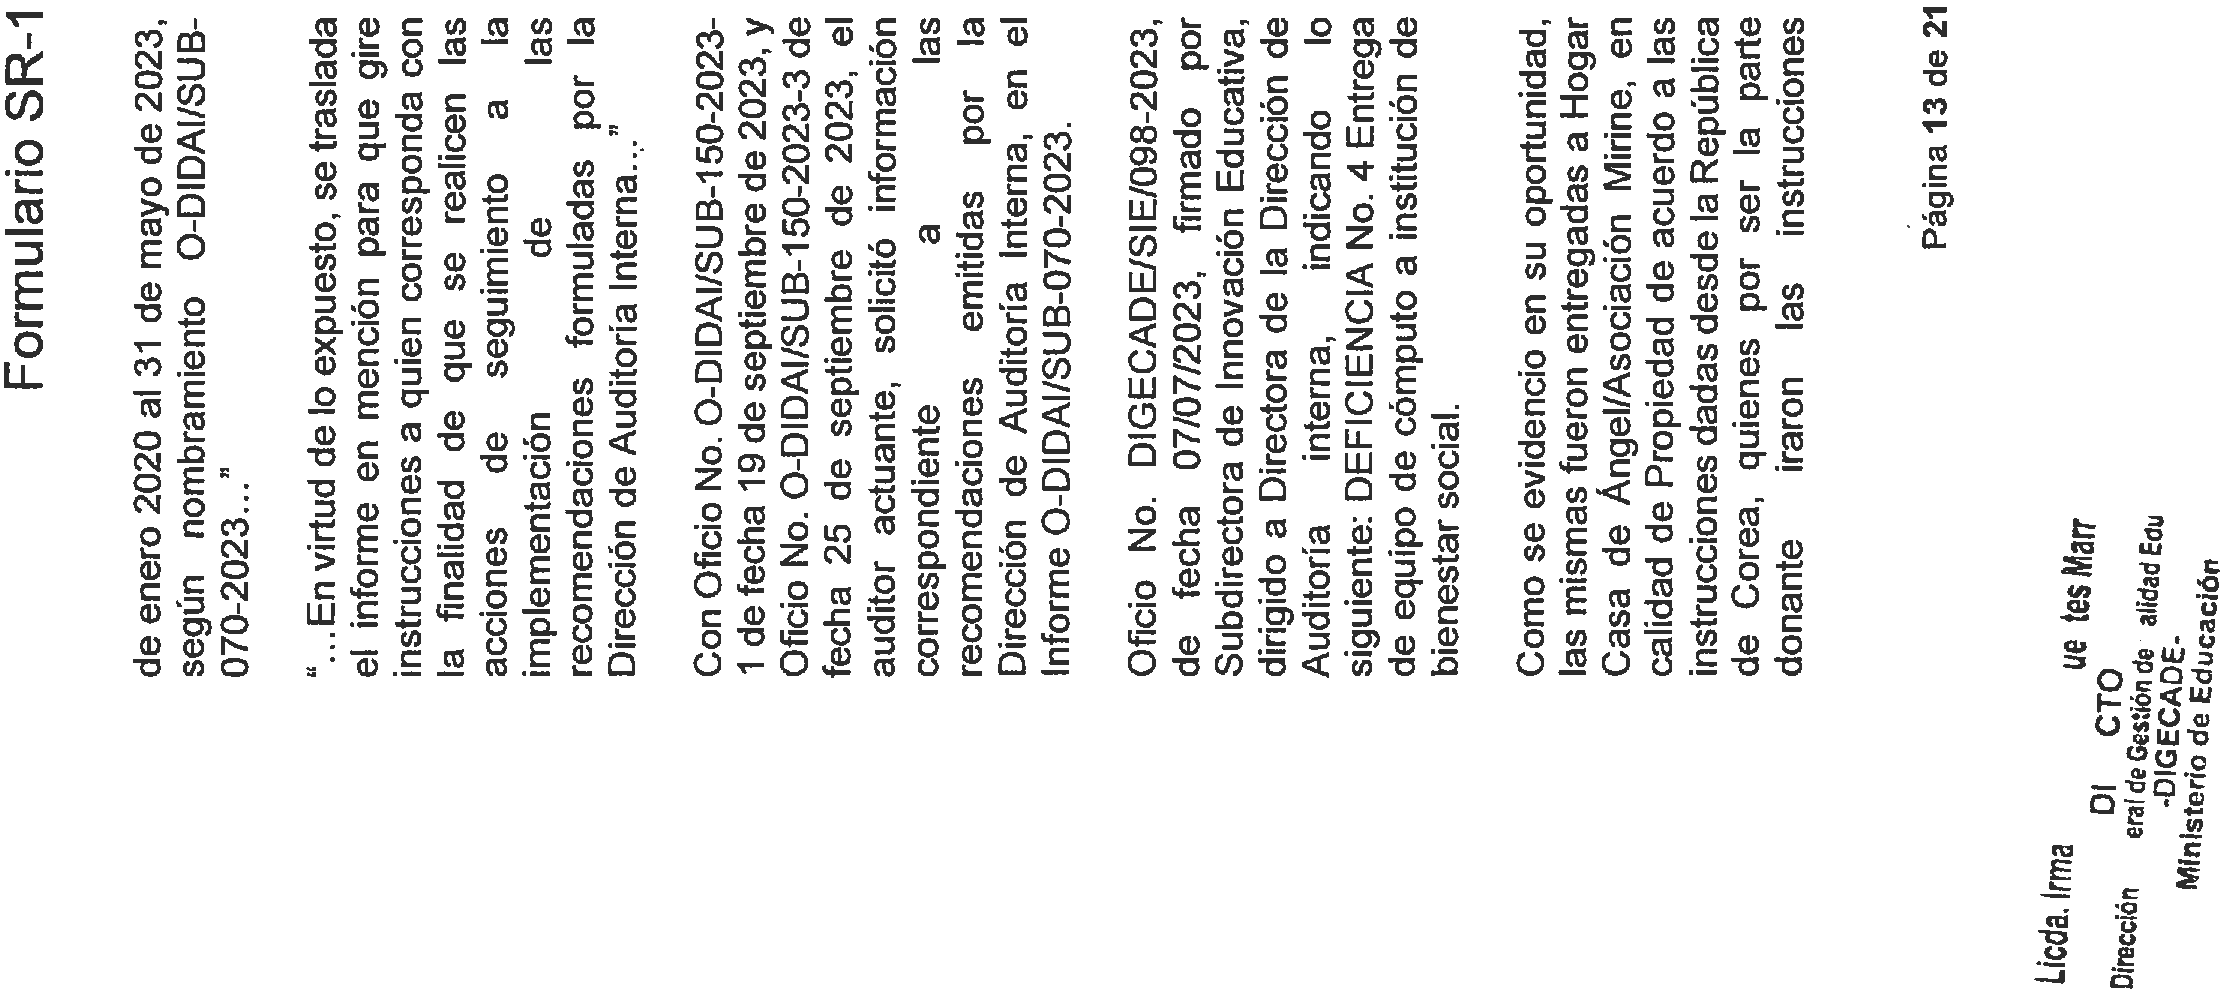 Formulario SR-1
de enero 2020 al 31 de mayo de 2023,
según nombramiento O-DIDAI/SUB-
070-2023…”
“…En virtud de lo expuesto, se traslada
el informe en mención para que gire
instrucciones a quien corresponda con
la finalidad de que se realicen las
acciones de seguimiento a la
implementación de las
recomendaciones formuladas por la
Dirección de Auditoría Interna…”
Con Oficio No. O-DIDAI/SUB-150-2023-
1 de fecha 19 de septiembre de 2023, y
Oficio No. O-DIDAI/SUB-150-2023-3 de
fecha 25 de septiembre de 2023, el
auditor actuante, solicitó información
correspondiente a las
recomendaciones emitidas por la
Dirección de Auditoría Interna, en el
Informe O-DIDAI/SUB-070-2023.
Oficio No. DIGECADE/SIE/098-2023,
de fecha 07/07/2023, firmado por
Subdirectora de Innovación Educativa,
dirigido a Directora de la Dirección de
Auditoría interna, indicando lo
siguiente: DEFICIENCIA No. 4 Entrega
de equipo de cómputo a institución de
bienestar social.
Como se evidencio en su oportunidad,
las mismas fueron entregadas a Hogar
Casa de Ángel/Asociación Mirine, en
calidad de Propiedad de acuerdo a las
instrucciones dadas desde la República
de Corea, quienes por ser la parte
donante iraron las instrucciones
Página 13 de 21
Licda. Irma ue tes Marr
DI CTO
Dirección eral de Gestión de alidad Edu
-DIGECADE-
Ministerio de Educación